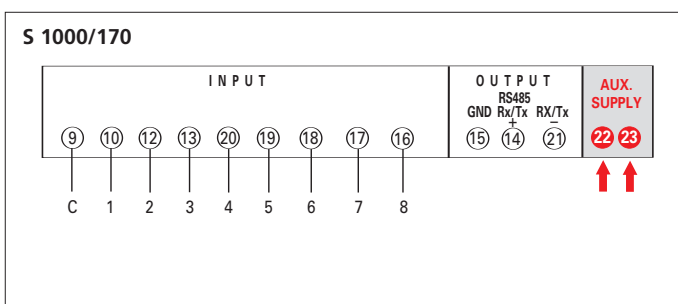 S 1000/170
INPUT
OUTPUT
RS485
GND Rx/Tx RX/Tx
+ −
AUX.
SUPPLY
9 10 12 13 20 19 18 17 16 15 14 21 22 23
C 1 2 3 4 5 6 7 8